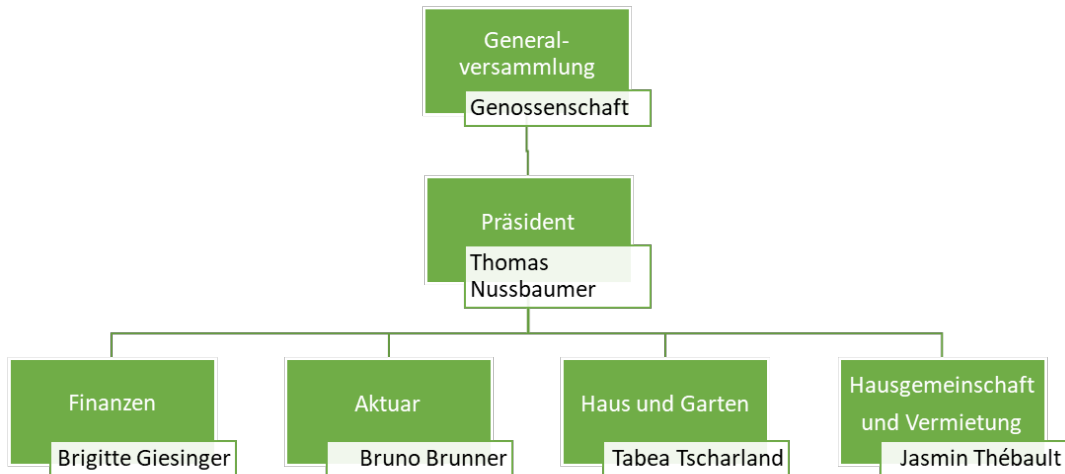 General-
versammlung
Genossenschaft
Präsident
Thomas
Nussbaumer
Finanzen
Brigitte Giesinger
Aktuar
Bruno Brunner
Haus und Garten
Tabea Tscharland
Hausgemeinschaft
und Vermietung
Jasmin Thébault